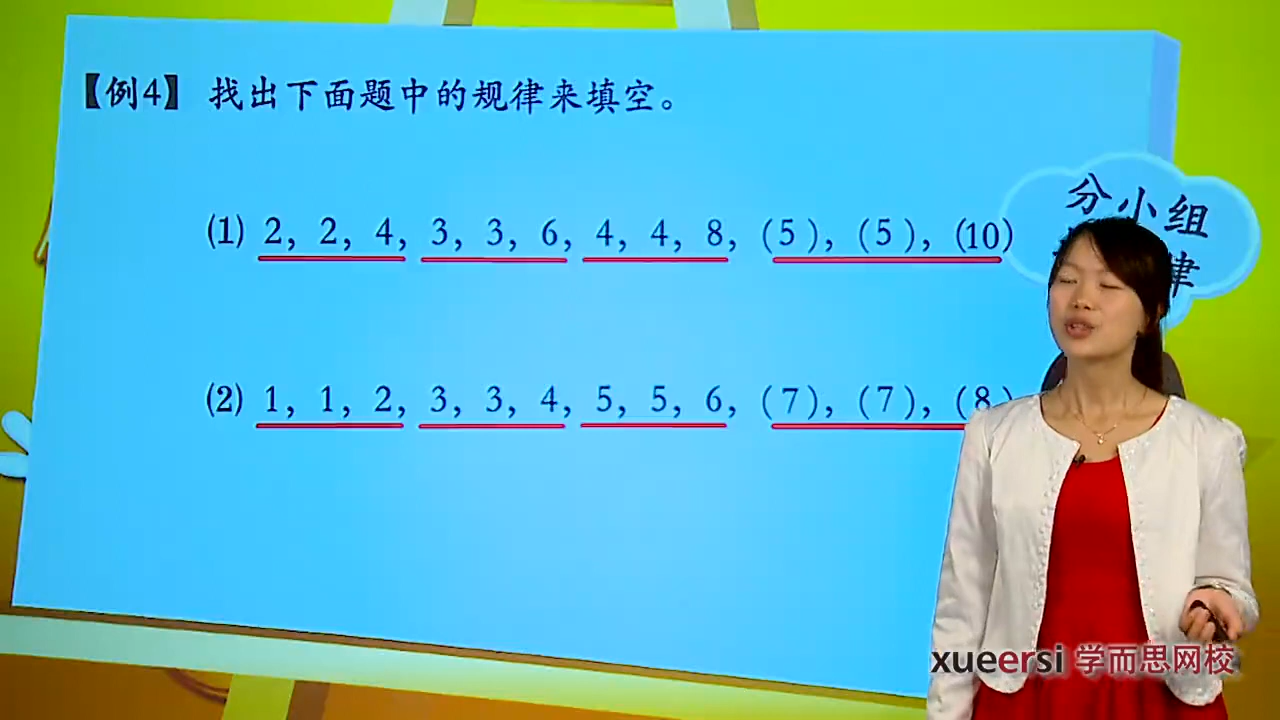 【例4】 找出下面题中的规律来填空。
分小组
律
(1) 2, 2, 4, 3, 3, 6, 4, 4, 8, (5), (5), (10)
(2) 1, 1, 2, 3, 3, 4, 5, 5, 6, (7), (7), (8)
xueersi 学而思网校